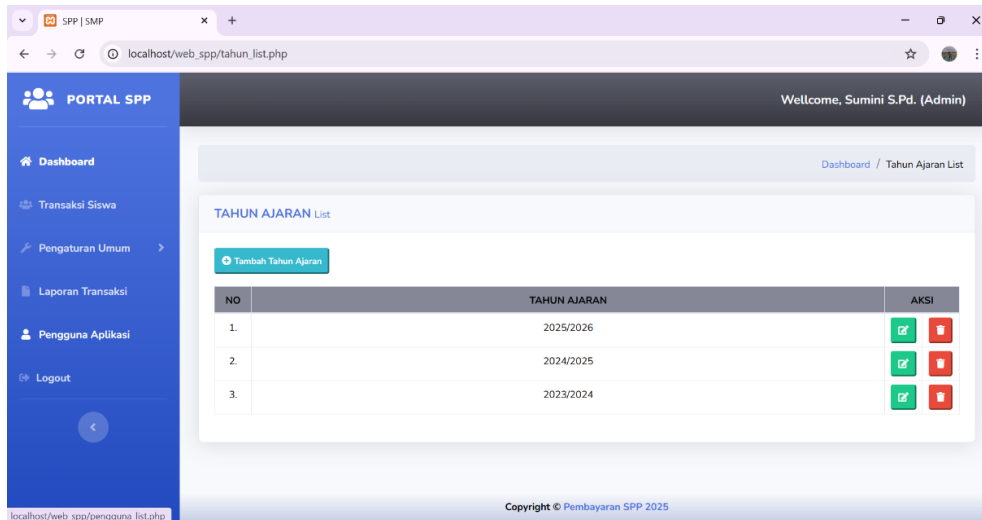 SPP | SMP
localhost/web_spp/tahun_list.php
PORTAL SPP
Wellcome, Sumini S.Pd. (Admin)
Dashboard
Transaksi Siswa
Pengaturan Umum
Laporan Transaksi
Pengguna Aplikasi
Logout
Dashboard / Tahun Ajaran List
TAHUN AJARAN List
Tambah Tahun Ajaran
NO TAHUN AJARAN AKSI
1. 2025/2026
2. 2024/2025
3. 2023/2024
Copyright © Pembayaran SPP 2025
localhost/web_spp/pengguna_list.php